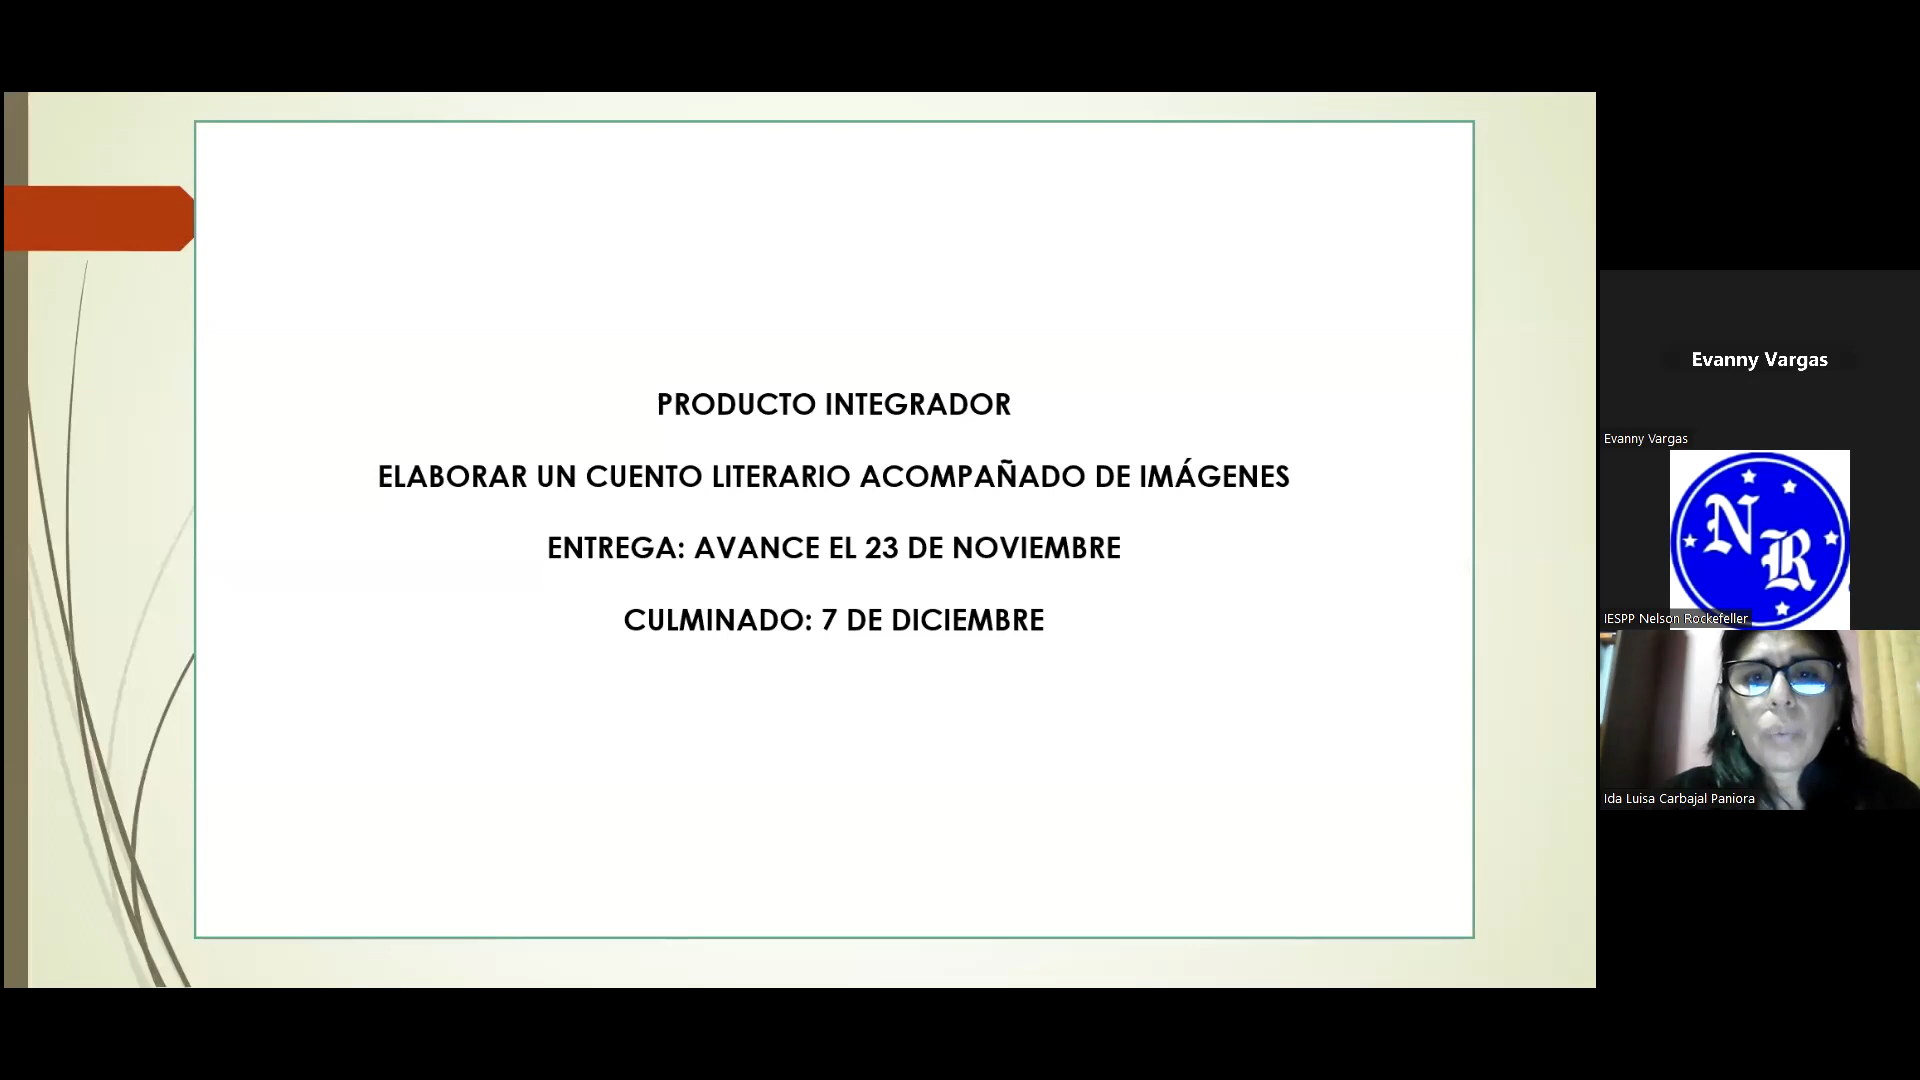 PRODUCTO INTEGRADOR
ELABORAR UN CUENTO LITERARIO ACOMPAÑADO DE IMÁGENES
ENTREGA: AVANCE EL 23 DE NOVIEMBRE
CULMINADO: 7 DE DICIEMBRE
Evanny Vargas
Evanny Vargas
N
R
IESPP Nelson Rockefeller
Ida Luisa Carbajal Paniora